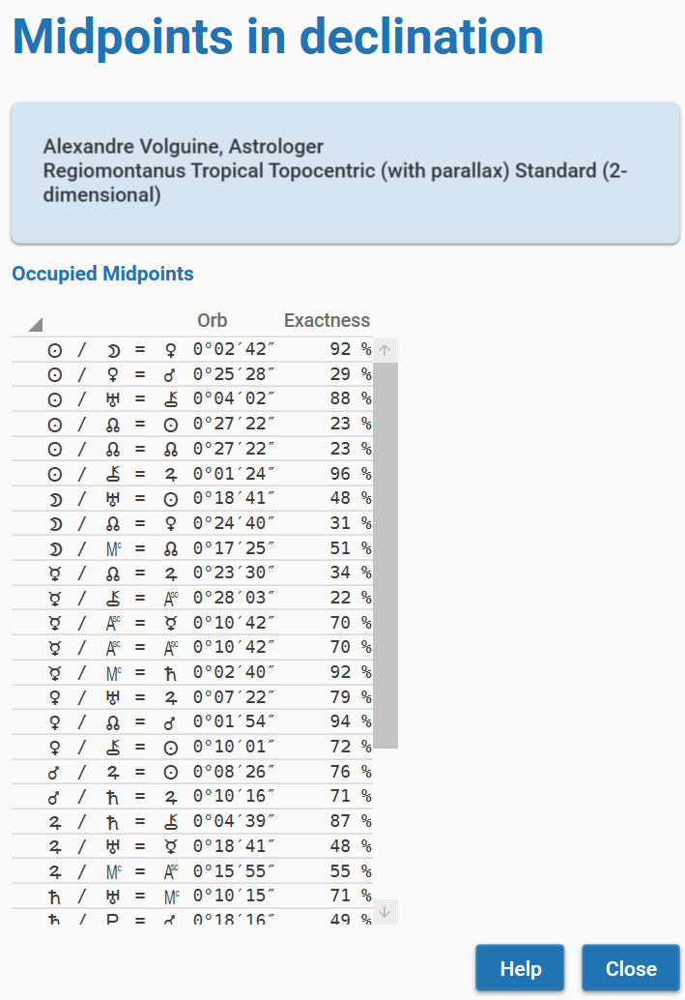 Midpoints in declination
Alexandre Volguine, Astrologer
Regiomontanus Tropical Topocentric (with parallax) Standard (2-
dimensional)
Occupied Midpoints
Orb Exactness
☉ / ☽ = ♀ 0°02′42″ 92 %
☉ / ♀ = ♂ 0°25′28″ 29 %
☉ / ♅ = ⚷ 0°04′02″ 88 %
☉ / ☊ = ☉ 0°27′22″ 23 %
☉ / ☊ = ☊ 0°27′22″ 23 %
☉ / ⚷ = ♃ 0°01′24″ 96 %
☽ / ♅ = ☉ 0°18′41″ 48 %
☽ / ☊ = ♀ 0°24′40″ 31 %
☽ / Mc = ☊ 0°17′25″ 51 %
☿ / ☊ = ♃ 0°23′30″ 34 %
☿ / ⚷ = Asc 0°28′03″ 22 %
☿ / Asc = ☿ 0°10′42″ 70 %
☿ / Asc = Asc 0°10′42″ 70 %
☿ / Mc = ♄ 0°02′40″ 92 %
♀ / ♅ = ♃ 0°07′22″ 79 %
♀ / ☊ = ♂ 0°01′54″ 94 %
♀ / ⚷ = ☉ 0°10′01″ 72 %
♂ / ♃ = ☉ 0°08′26″ 76 %
♂ / ♄ = ♃ 0°10′16″ 71 %
♃ / ♄ = ⚷ 0°04′39″ 87 %
♃ / ♅ = ☿ 0°18′41″ 48 %
♃ / Mc = Asc 0°15′55″ 55 %
♄ / ♅ = Mc 0°10′15″ 71 %
♄ / ♇ = ♂ 0°18′16″ 49 %
Help Close